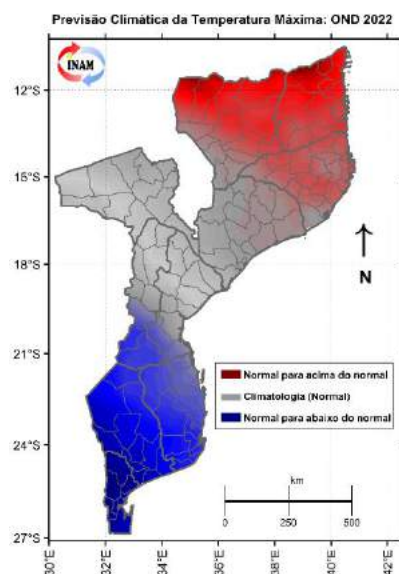 Previsão Climática da Temperatura Máxima: OND 2022
INAM
12°S
15°S
18°S
21°S
24°S
27°S
N
Normal para acima do normal
Climatologia (Normal)
Normal para abaixo do normal
km
0 250 500
30°E 32°E 34°E 36°E 38°E 40°E 42°E